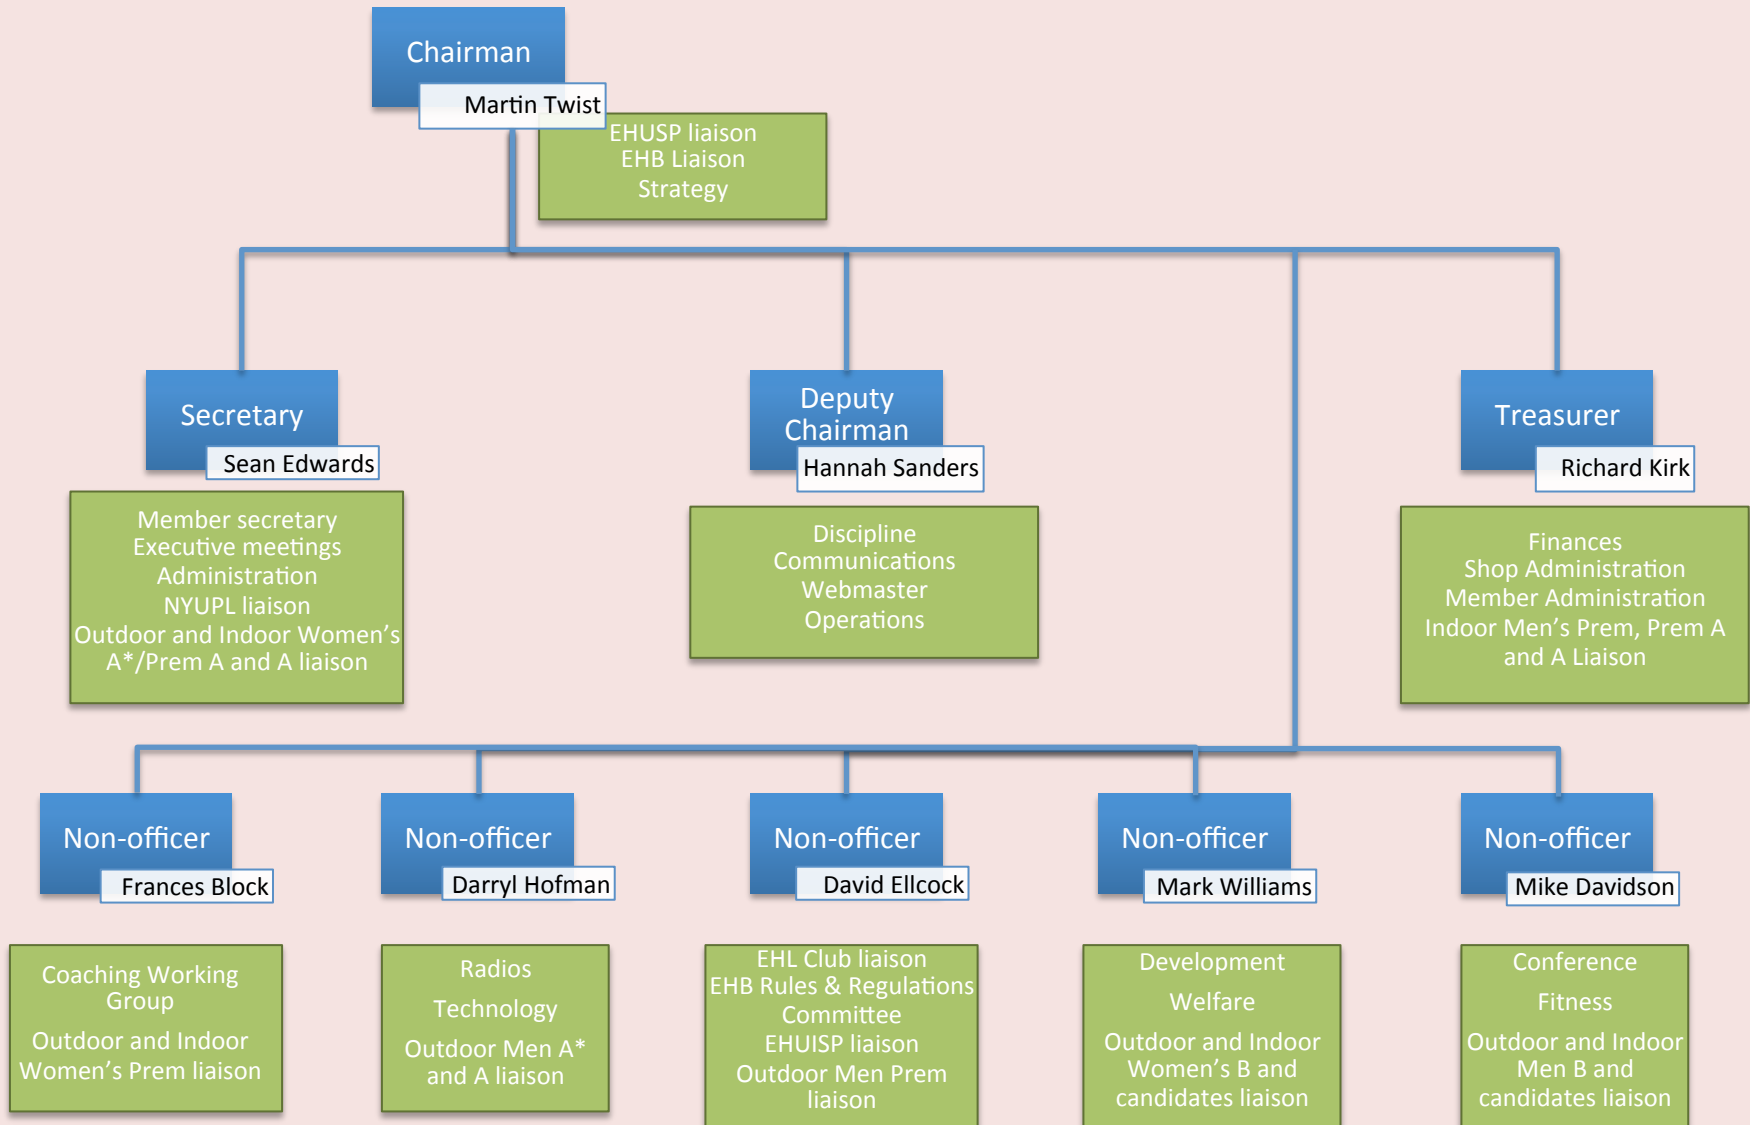 Chairman
Martin Twist
EHUSP liaison
EHB Liaison
Strategy
Secretary
Sean Edwards
Member secretary
Executive meetings
Administration
NYUPL liaison
Outdoor and Indoor Women’s
A*/Prem A and A liaison
Deputy
Chairman
Hannah Sanders
Discipline
Communications
Webmaster
Operations
Treasurer
Richard Kirk
Finances
Shop Administration
Member Administration
Indoor Men’s Prem, Prem A
and A Liaison
Non-officer
Frances Block
Coaching Working
Group
Outdoor and Indoor
Women’s Prem liaison
Non-officer
Darryl Hofman
Radios
Technology
Outdoor Men A*
and A liaison
Non-officer
David Ellcock
EHL Club liaison
EHB Rules & Regulations
Committee
EHUISP liaison
Outdoor Men Prem
liaison
Non-officer
Mark Williams
Development
Welfare
Outdoor and Indoor
Women’s B and
candidates liaison
Non-officer
Mike Davidson
Conference
Fitness
Outdoor and Indoor
Men B and
candidates liaison